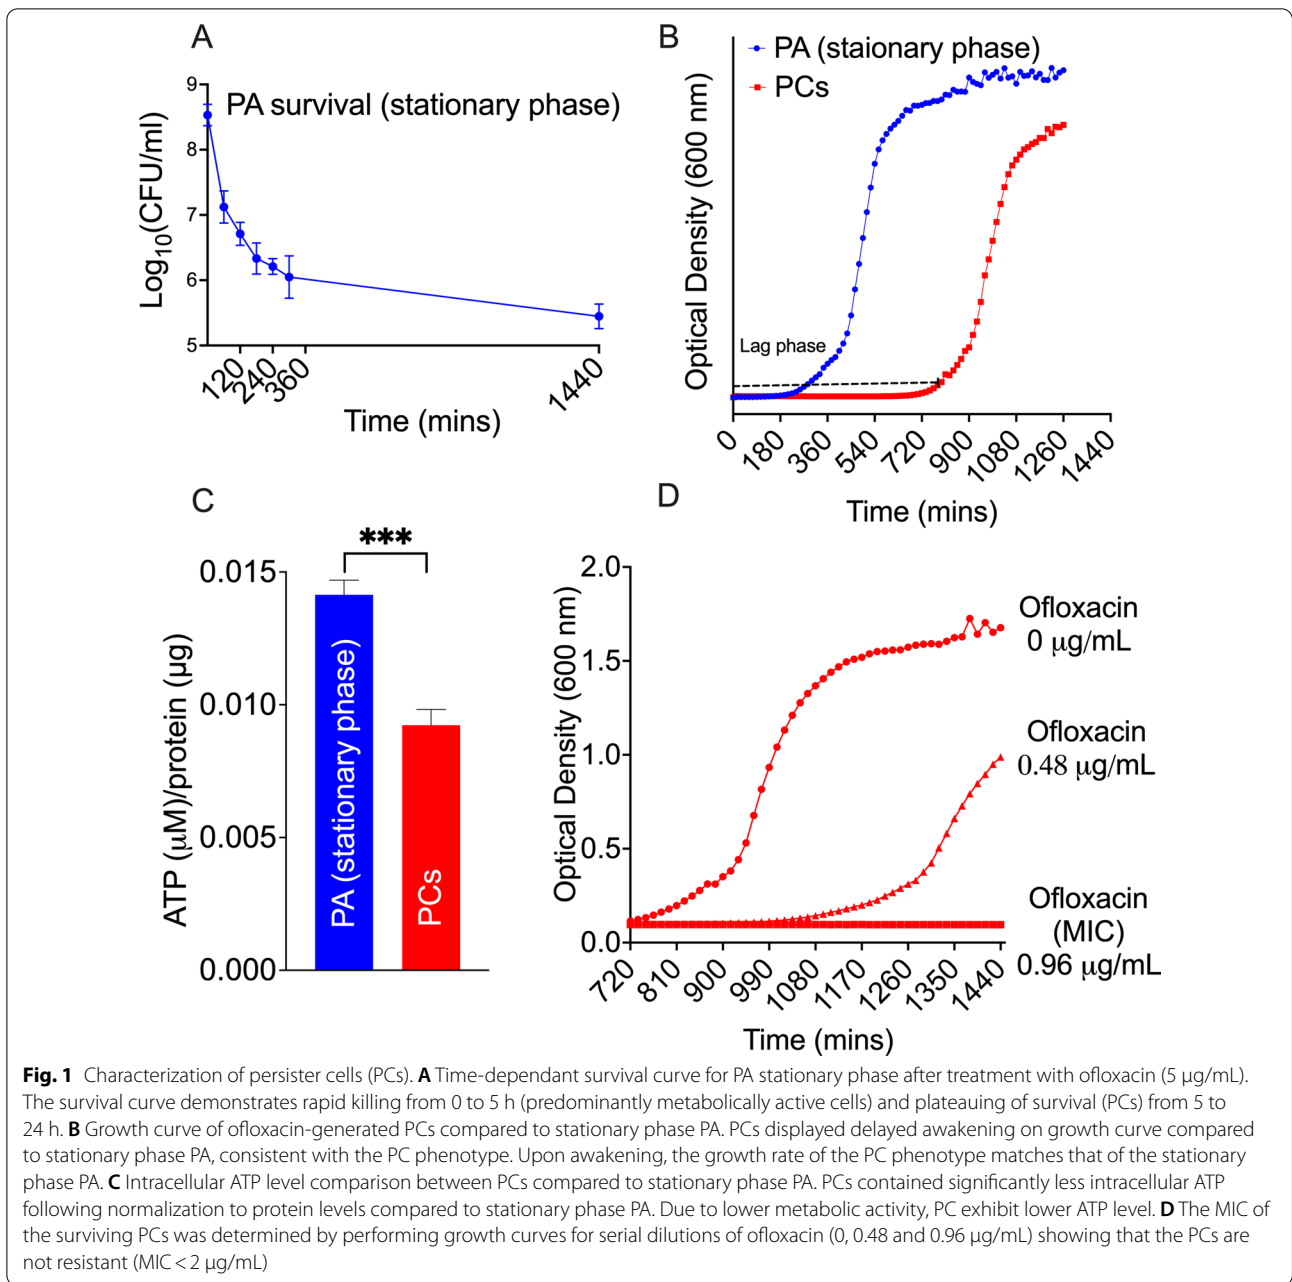 A
PA survival (stationary phase)
Log10(CFU/ml)
9
8
7
6
5
120
240
360
1440
Time (mins)
B
PA (staionary phase)
PCs
Optical Density (600 nm)
Lag phase
0
180
360
540
720
900
1080
1260
1440
Time (mins)
C
***
ATP (μM)/protein (μg)
0.015
0.010
0.005
0.000
PA (stationary phase)
PCs
D
Optical Density (600 nm)
2.0
1.5
1.0
0.5
0.0
720
810
900
990
1080
1170
1260
1350
1440
Time (mins)
Ofloxacin
0 μg/mL
Ofloxacin
0.48 μg/mL
Ofloxacin
(MIC)
0.96 μg/mL
Fig. 1 Characterization of persister cells (PCs). A Time-dependant survival curve for PA stationary phase after treatment with ofloxacin (5 μg/mL).
The survival curve demonstrates rapid killing from 0 to 5 h (predominantly metabolically active cells) and plateauing of survival (PCs) from 5 to
24 h. B Growth curve of ofloxacin-generated PCs compared to stationary phase PA. PCs displayed delayed awakening on growth curve compared
to stationary phase PA, consistent with the PC phenotype. Upon awakening, the growth rate of the PC phenotype matches that of the stationary
phase PA. C Intracellular ATP level comparison between PCs compared to stationary phase PA. PCs contained significantly less intracellular ATP
following normalization to protein levels compared to stationary phase PA. Due to lower metabolic activity, PC exhibit lower ATP level. D The MIC of
the surviving PCs was determined by performing growth curves for serial dilutions of ofloxacin (0, 0.48 and 0.96 μg/mL) showing that the PCs are
not resistant (MIC < 2 μg/mL)